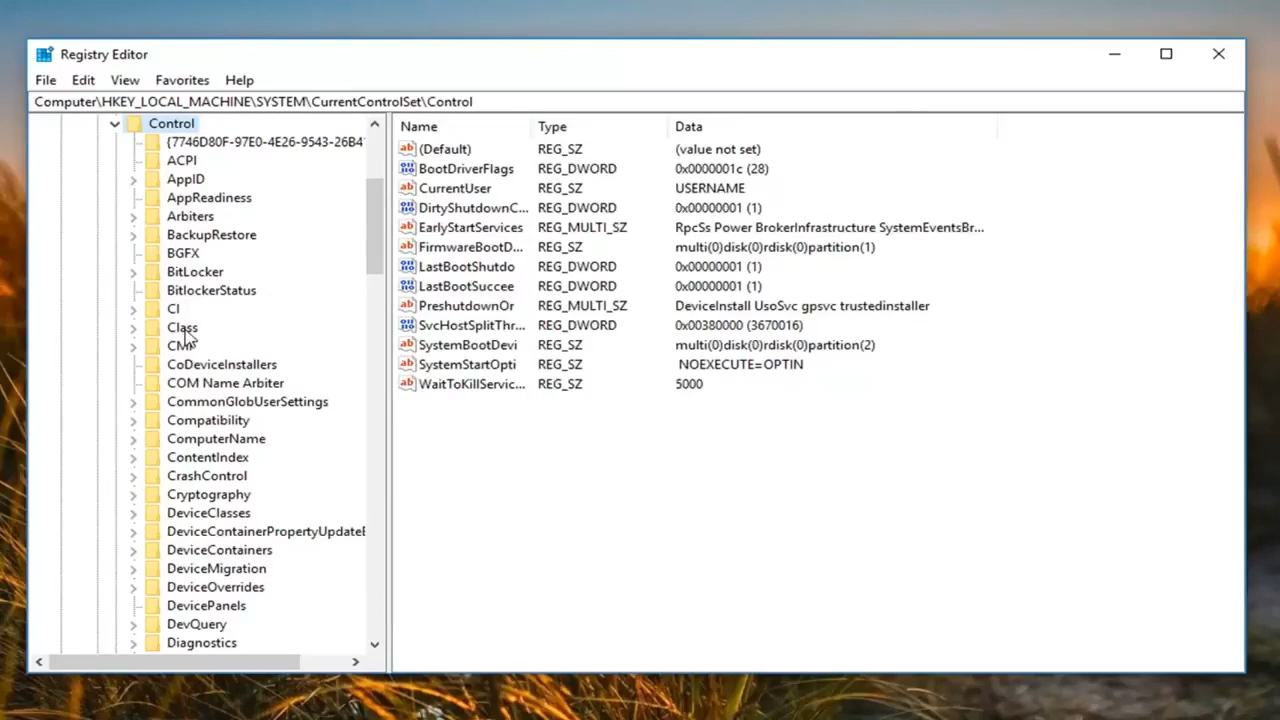 Registry Editor
File Edit View Favorites Help
Computer\HKEY_LOCAL_MACHINE\SYSTEM\CurrentControlSet\Control
Control
{7746D80F-97E0-4E26-9543-26B4
ACPI
AppID
AppReadiness
Arbiters
BackupRestore
BGFX
BitLocker
BitlockerStatus
CI
Class
CMF
CoDeviceInstallers
COM Name Arbiter
CommonGlobUserSettings
Compatibility
ComputerName
ContentIndex
CrashControl
Cryptography
DeviceClasses
DeviceContainerPropertyUpdateE
DeviceContainers
DeviceMigration
DeviceOverrides
DevicePanels
DevQuery
Diagnostics
Name Type Data
(Default) REG_SZ (value not set)
BootDriverFlags REG_DWORD 0x0000001c (28)
CurrentUser REG_SZ USERNAME
DirtyShutdownC... REG_DWORD 0x00000001 (1)
EarlyStartServices REG_MULTI_SZ RpcSs Power BrokerInfrastructure SystemEventsBr...
FirmwareBootD... REG_SZ multi(0)disk(0)rdisk(0)partition(1)
LastBootShutdo REG_DWORD 0x00000001 (1)
LastBootSuccee REG_DWORD 0x00000001 (1)
PreshutdownOr REG_MULTI_SZ DeviceInstall UsoSvc gpsvc trustedinstaller
SvcHostSplitThr... REG_DWORD 0x00380000 (3670016)
SystemBootDevi REG_SZ multi(0)disk(0)rdisk(0)partition(2)
SystemStartOpti REG_SZ NOEXECUTE=OPTIN
WaitToKillServic... REG_SZ 5000